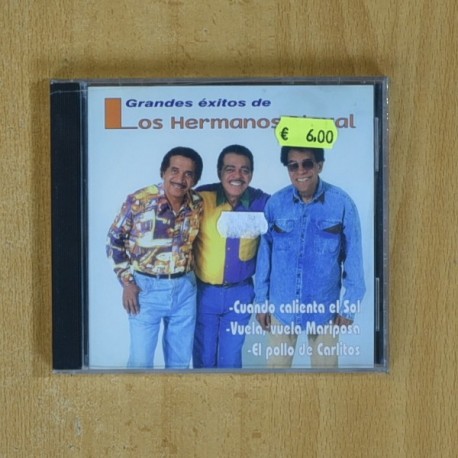 Grandes éxitos de
Los Hermanos
€ 6.00
-Cuando calienta el Sol
-Vuela, vuela Mariposa
-El pollo de Carlitos